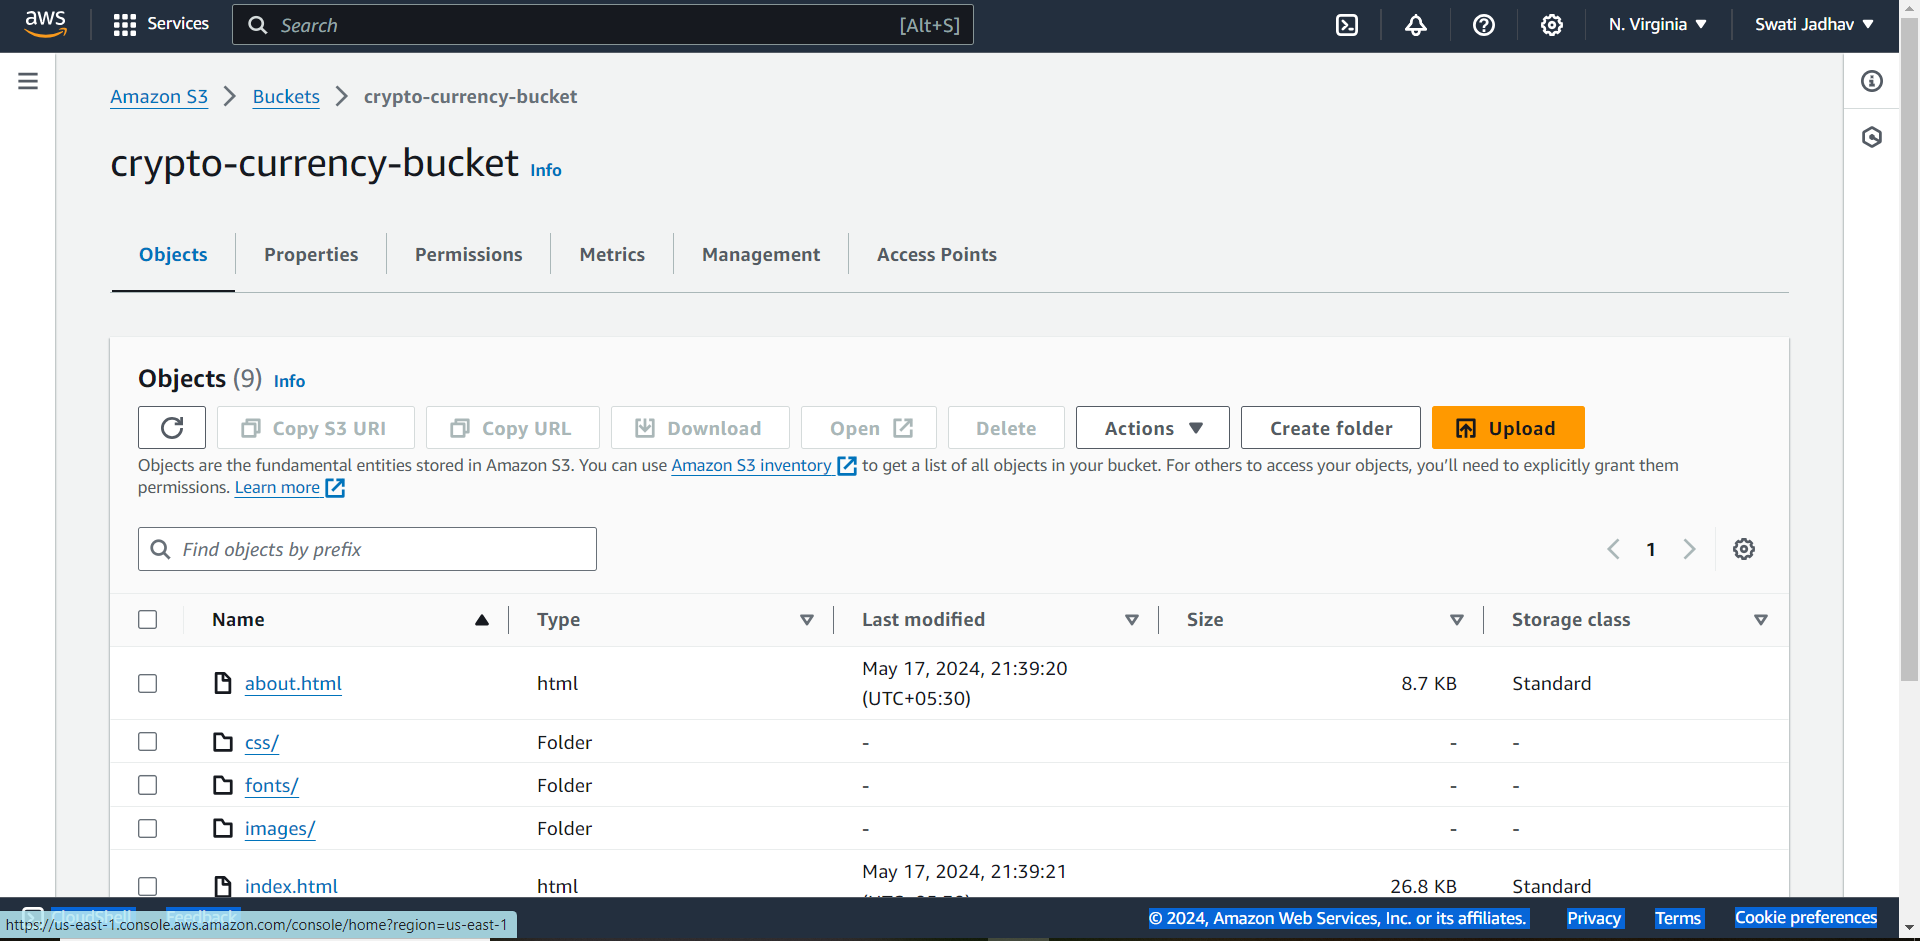 aws Services Search [Alt+S] N. Virginia Swati Jadhav
Amazon S3 Buckets crypto-currency-bucket
crypto-currency-bucket Info
Objects Properties Permissions Metrics Management Access Points
Objects (9) Info
Copy S3 URI Copy URL Download Open Delete Actions Create folder Upload
Objects are the fundamental entities stored in Amazon S3. You can use Amazon S3 inventory to get a list of all objects in your bucket. For others to access your objects, you'll need to explicitly grant them
permissions. Learn more
Find objects by prefix 1
Name Type Last modified Size Storage class
about.html html May 17, 2024, 21:39:20 8.7 KB Standard
(UTC+05:30)
css/ Folder - - -
fonts/ Folder - - -
images/ Folder - - -
index.html html May 17, 2024, 21:39:21 26.8 KB Standard
CloudShell Feedback © 2024, Amazon Web Services, Inc. or its affiliates. Privacy Terms Cookie preferences
https://us-east-1.console.aws.amazon.com/console/home?region=us-east-1